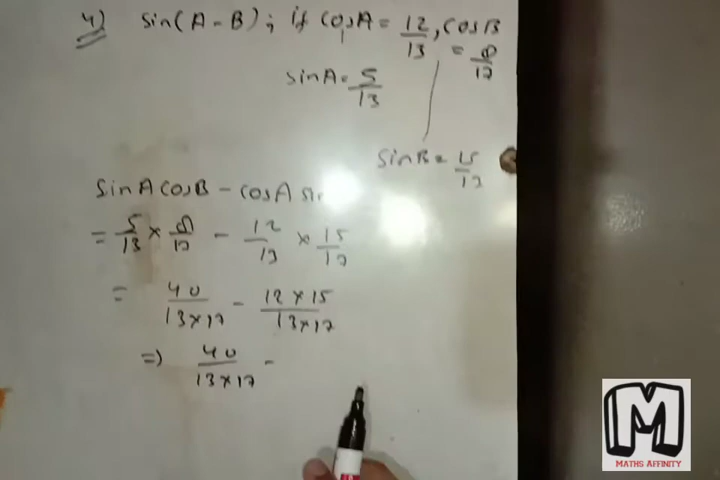 4) Sin(A-B); if CosA = 12/13, CosB = 8/17
SinA = 5/13
SinB = 15/17
SinA CosB - CosA
= 5/13 × 8/17 - 12/13 × 15/17
= 40/13×17 - 12×15/13×17
=> 40/13×17 -
M
MATHS AFFINITY